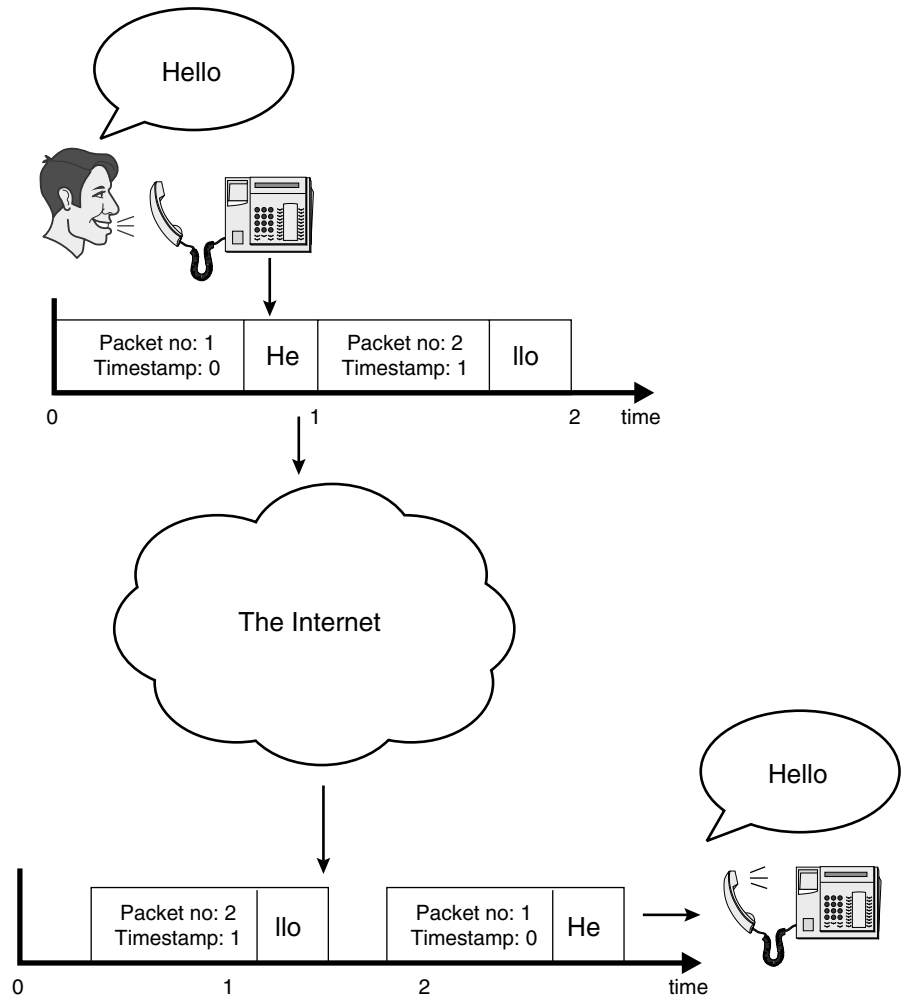 Hello
Packet no: 1
Timestamp: 0
He
Packet no: 2
Timestamp: 1
llo
0 1 2 time
The Internet
Hello
Packet no: 2
Timestamp: 1
llo
Packet no: 1
Timestamp: 0
He
0 1 2 time